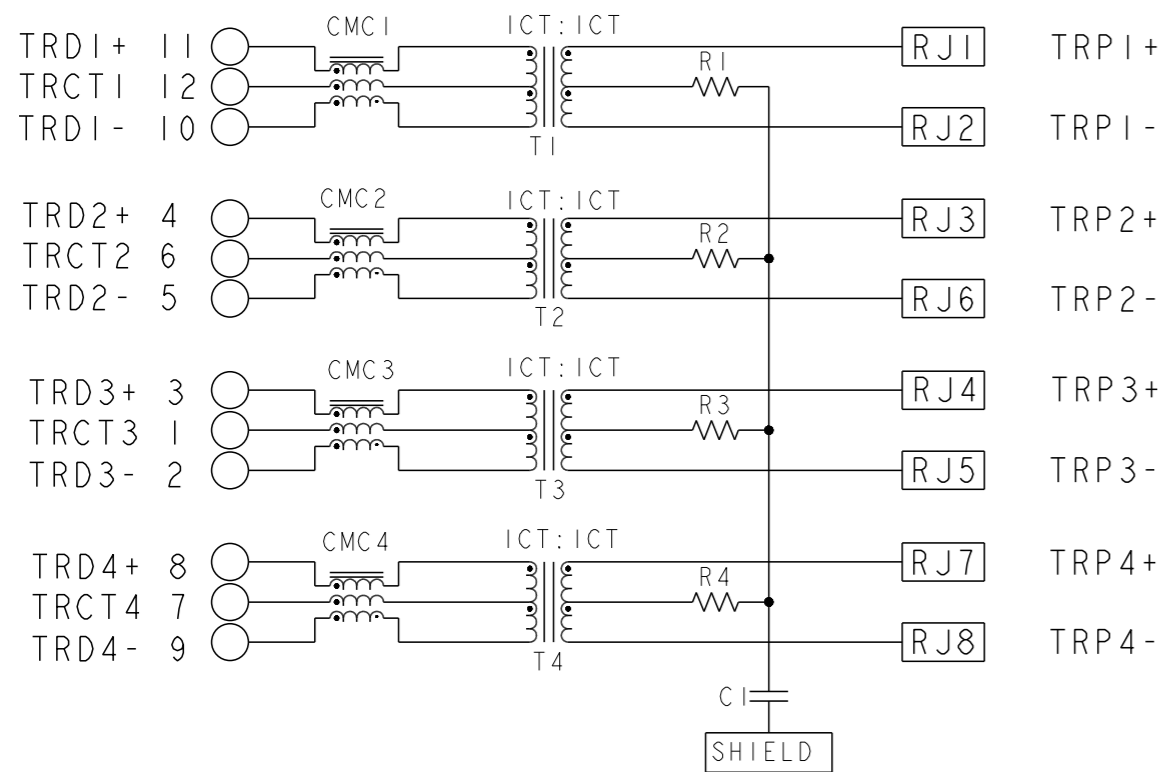 CMC1 1CT:1CT
TRD1+ 11 RJ1 TRP1+
R1
TRCT1 12
TRD1- 10 RJ2 TRP1-
T1
CMC2 1CT:1CT
TRD2+ 4 RJ3 TRP2+
R2
TRCT2 6
TRD2- 5 RJ6 TRP2-
T2
CMC3 1CT:1CT
TRD3+ 3 RJ4 TRP3+
R3
TRCT3 1
TRD3- 2 RJ5 TRP3-
T3
CMC4 1CT:1CT
TRD4+ 8 RJ7 TRP4+
R4
TRCT4 7
TRD4- 9 RJ8 TRP4-
T4
C1
SHIELD